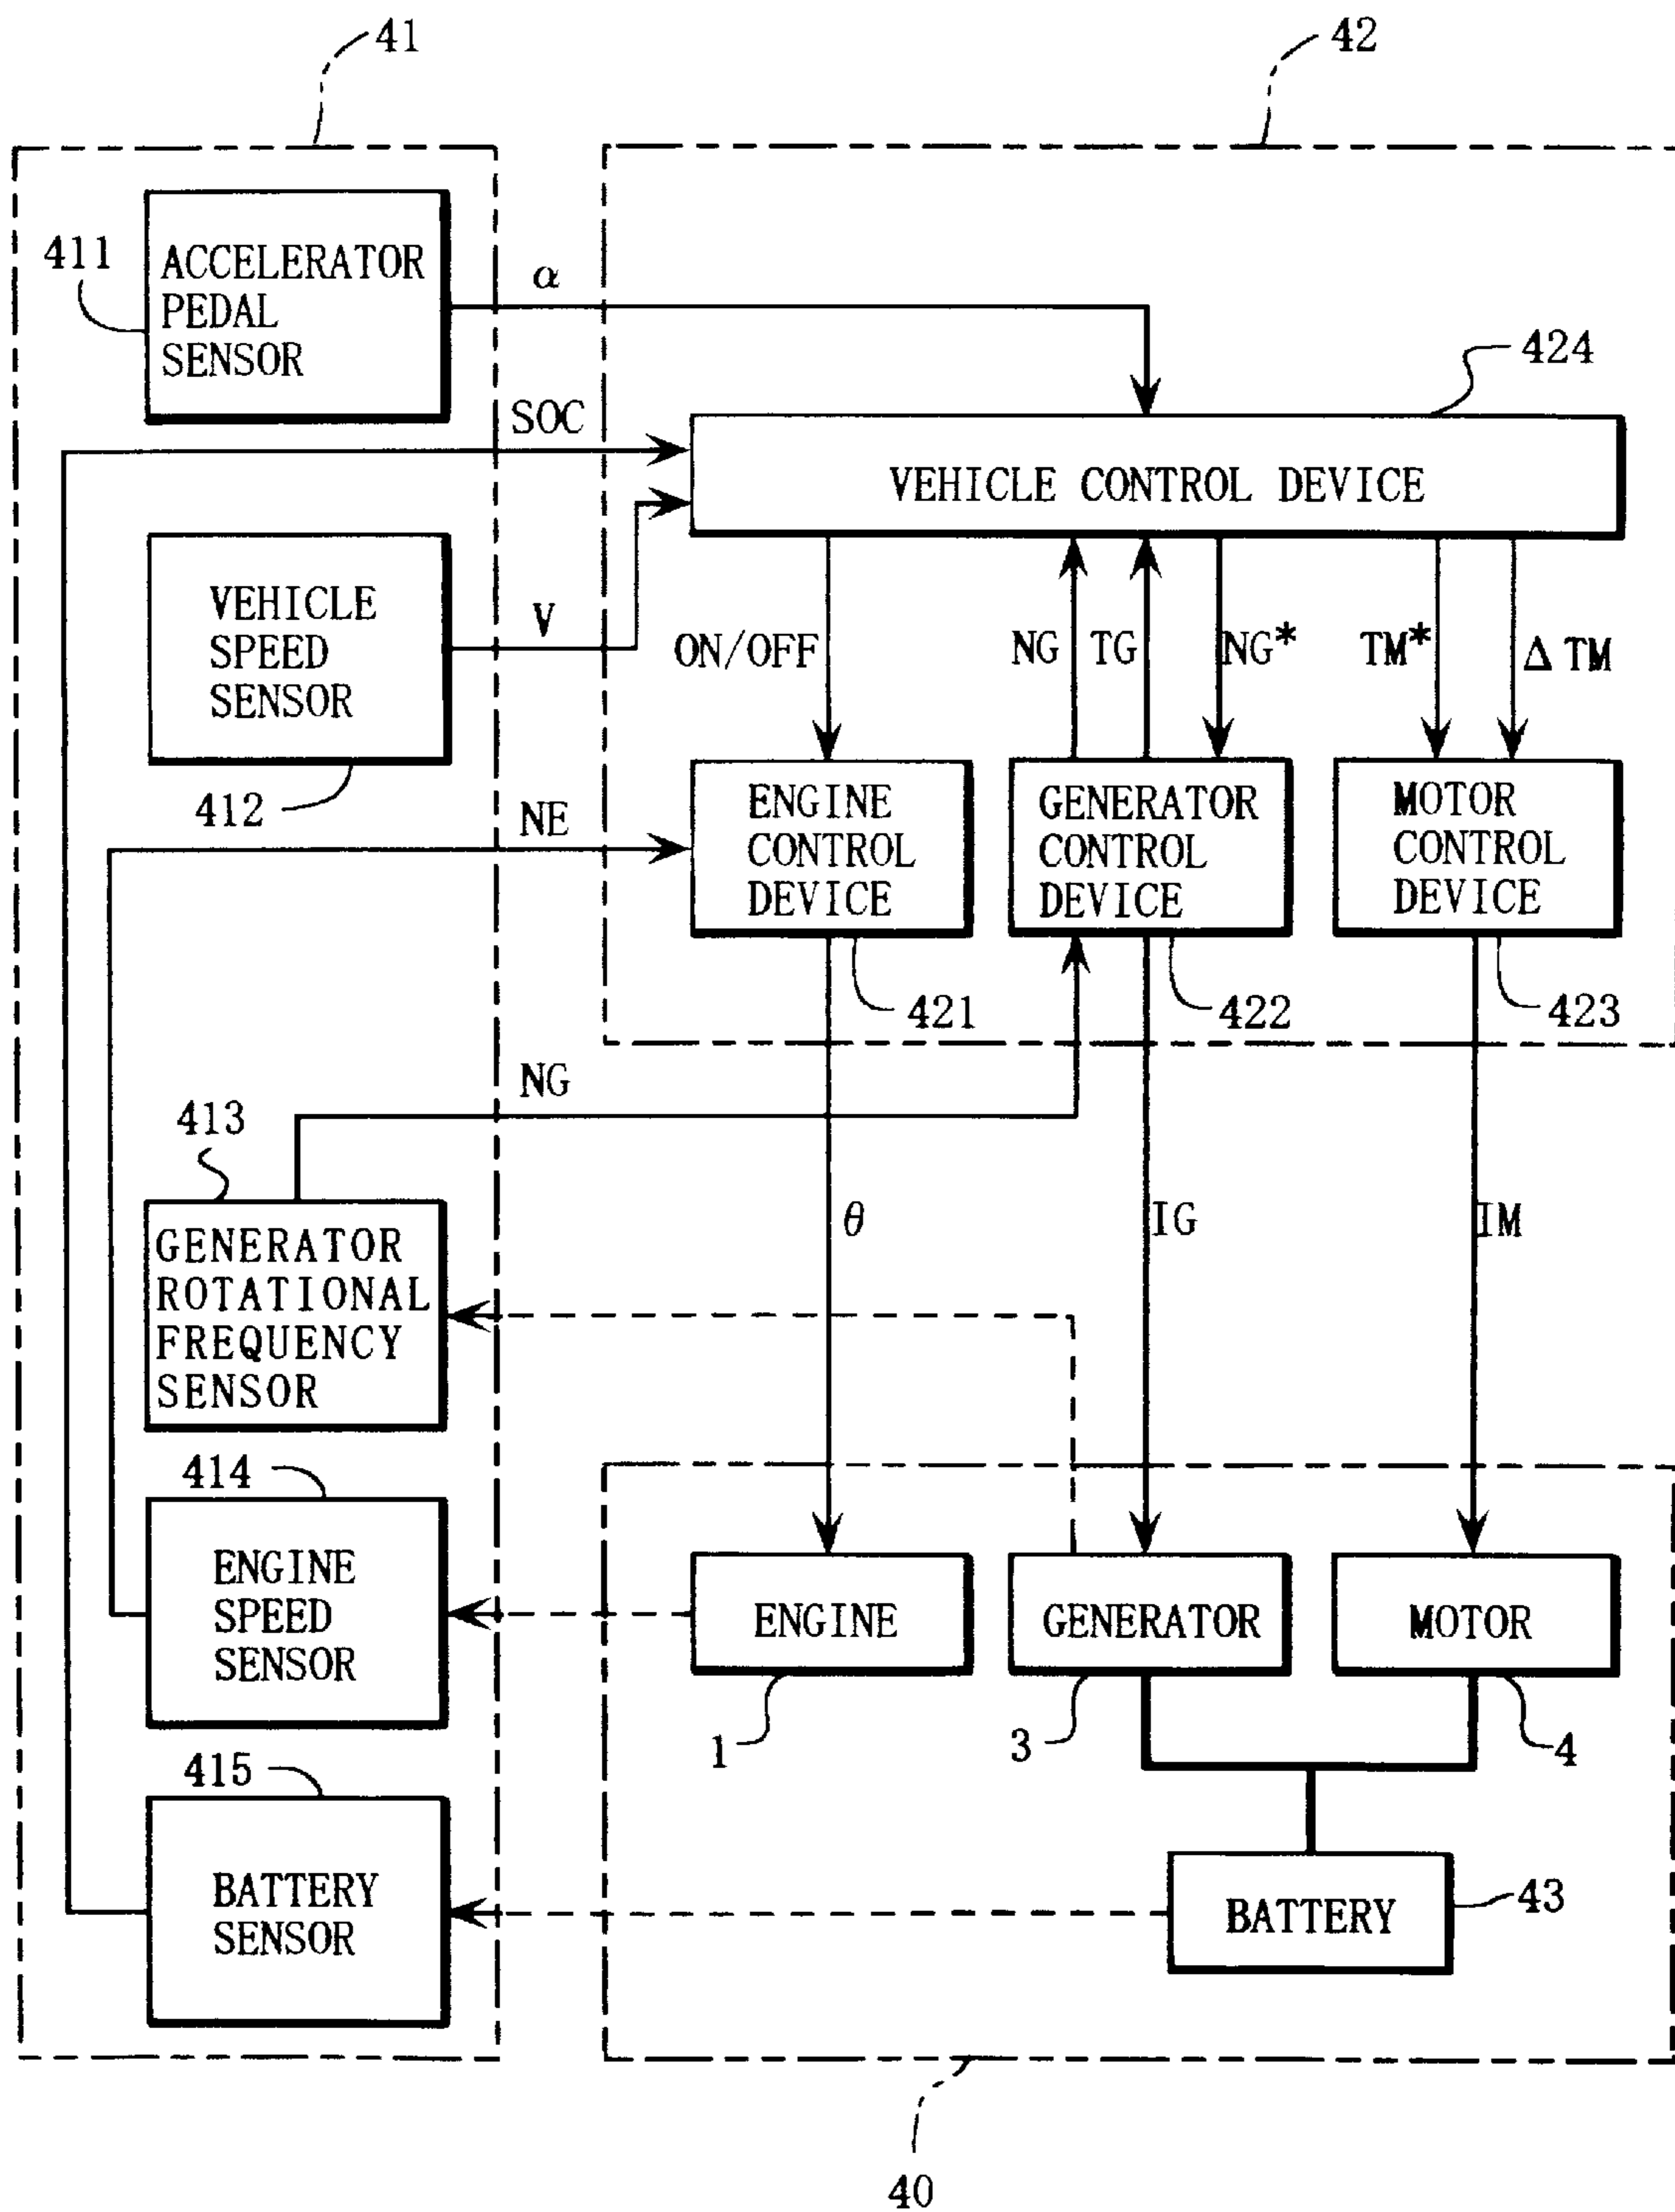 41
42
411
ACCELERATOR
PEDAL
SENSOR
α
424
SOC
VEHICLE CONTROL DEVICE
VEHICLE
SPEED
SENSOR
V
412
ON/OFF
NG
TG
NG*
TM*
Δ TM
NE
ENGINE
CONTROL
DEVICE
GENERATOR
CONTROL
DEVICE
MOTOR
CONTROL
DEVICE
421
422
423
NG
413
GENERATOR
ROTATIONAL
FREQUENCY
SENSOR
θ
IG
IM
414
ENGINE
SPEED
SENSOR
ENGINE
GENERATOR
MOTOR
1
3
4
415
BATTERY
SENSOR
BATTERY
43
40